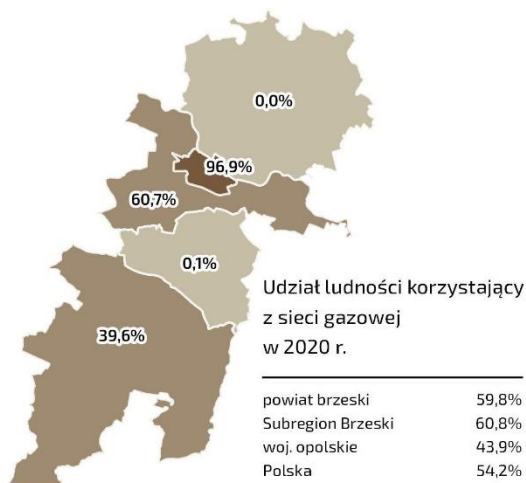 0,0%
96,9%
60,7%
0,1%
39,6%
Udział ludności korzystający
z sieci gazowej
w 2020 r.
powiat brzeski 59,8%
Subregion Brzeski 60,8%
woj. opolskie 43,9%
Polska 54,2%